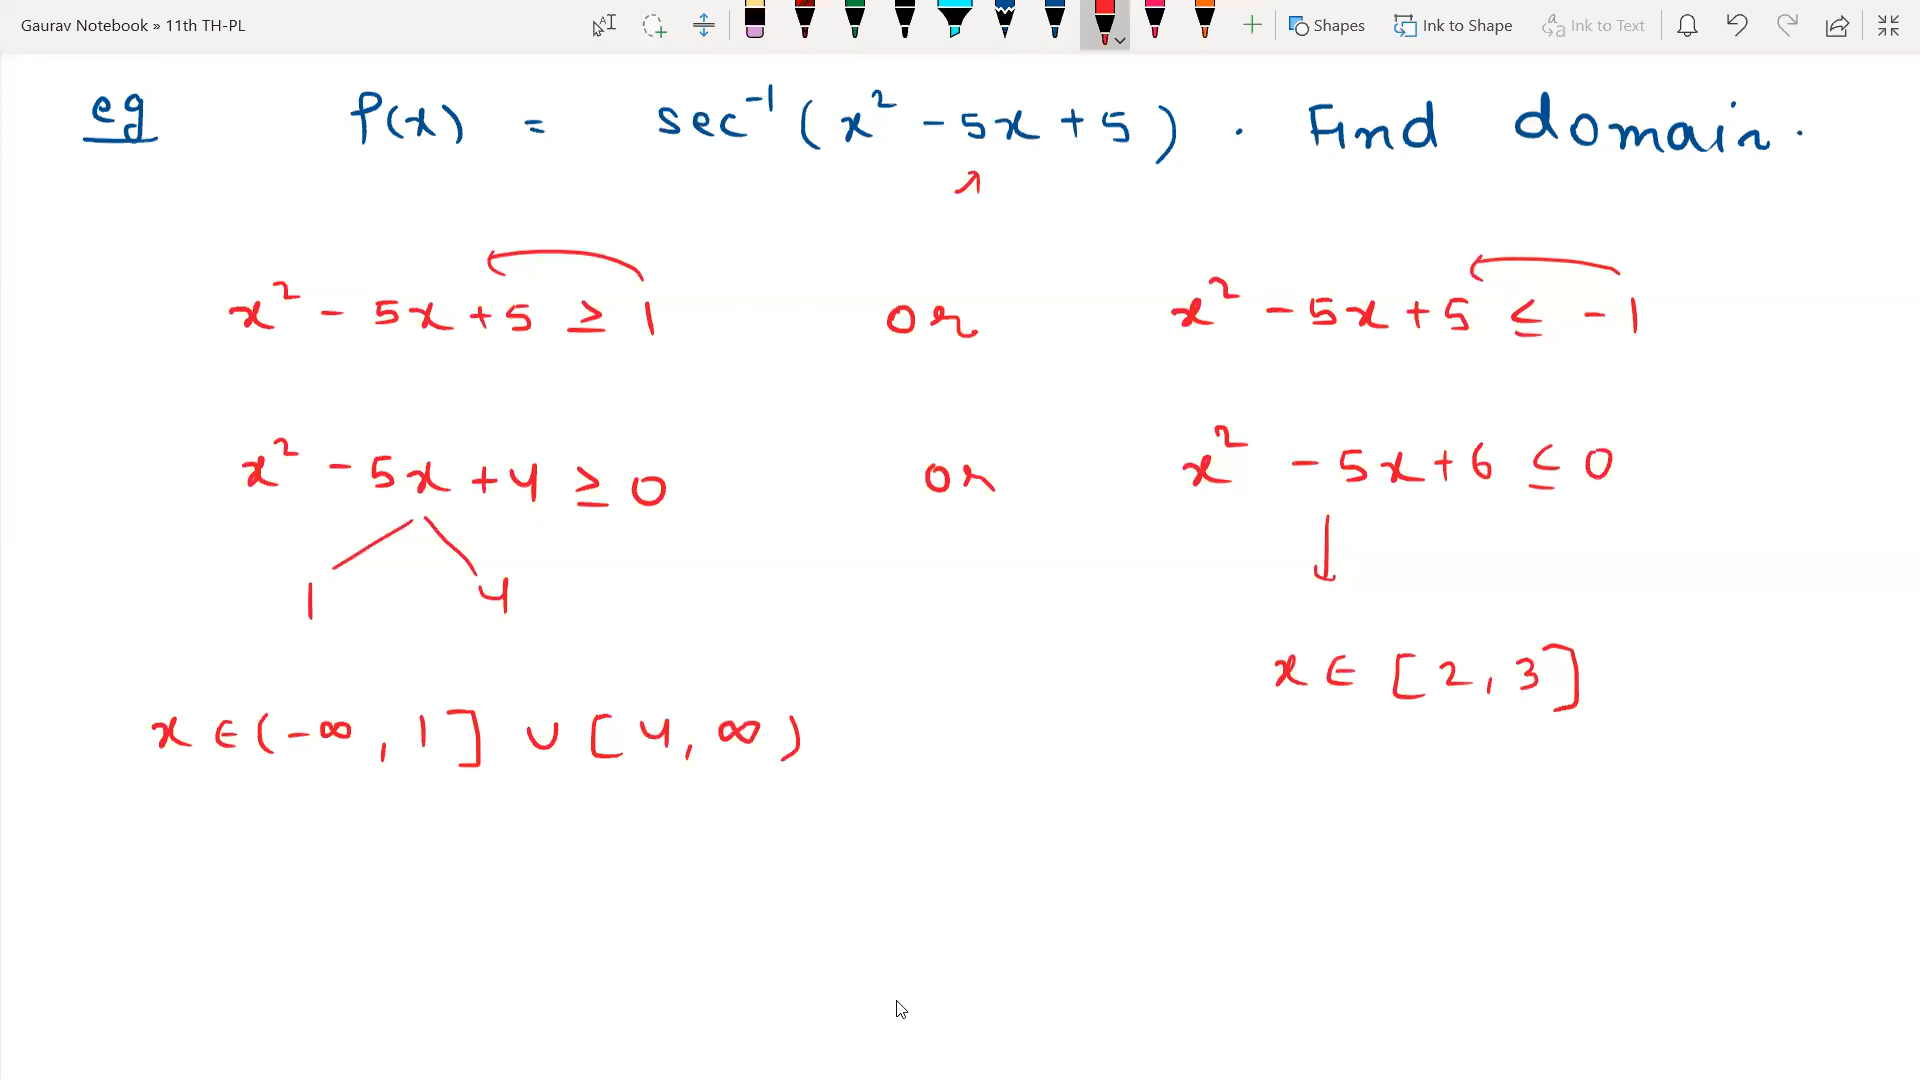 Gaurav Notebook » 11th TH-PL
Shapes
Ink to Shape
Ink to Text
eg f(x) = sec⁻¹ (x² - 5x + 5) . Find domain.
x² - 5x + 5 ≥ 1 or x² - 5x + 5 ≤ -1
x² - 5x + 4 ≥ 0 or x² - 5x + 6 ≤ 0
1 4
x ∈ [2, 3]
x ∈ (-∞, 1] ∪ [4, ∞)